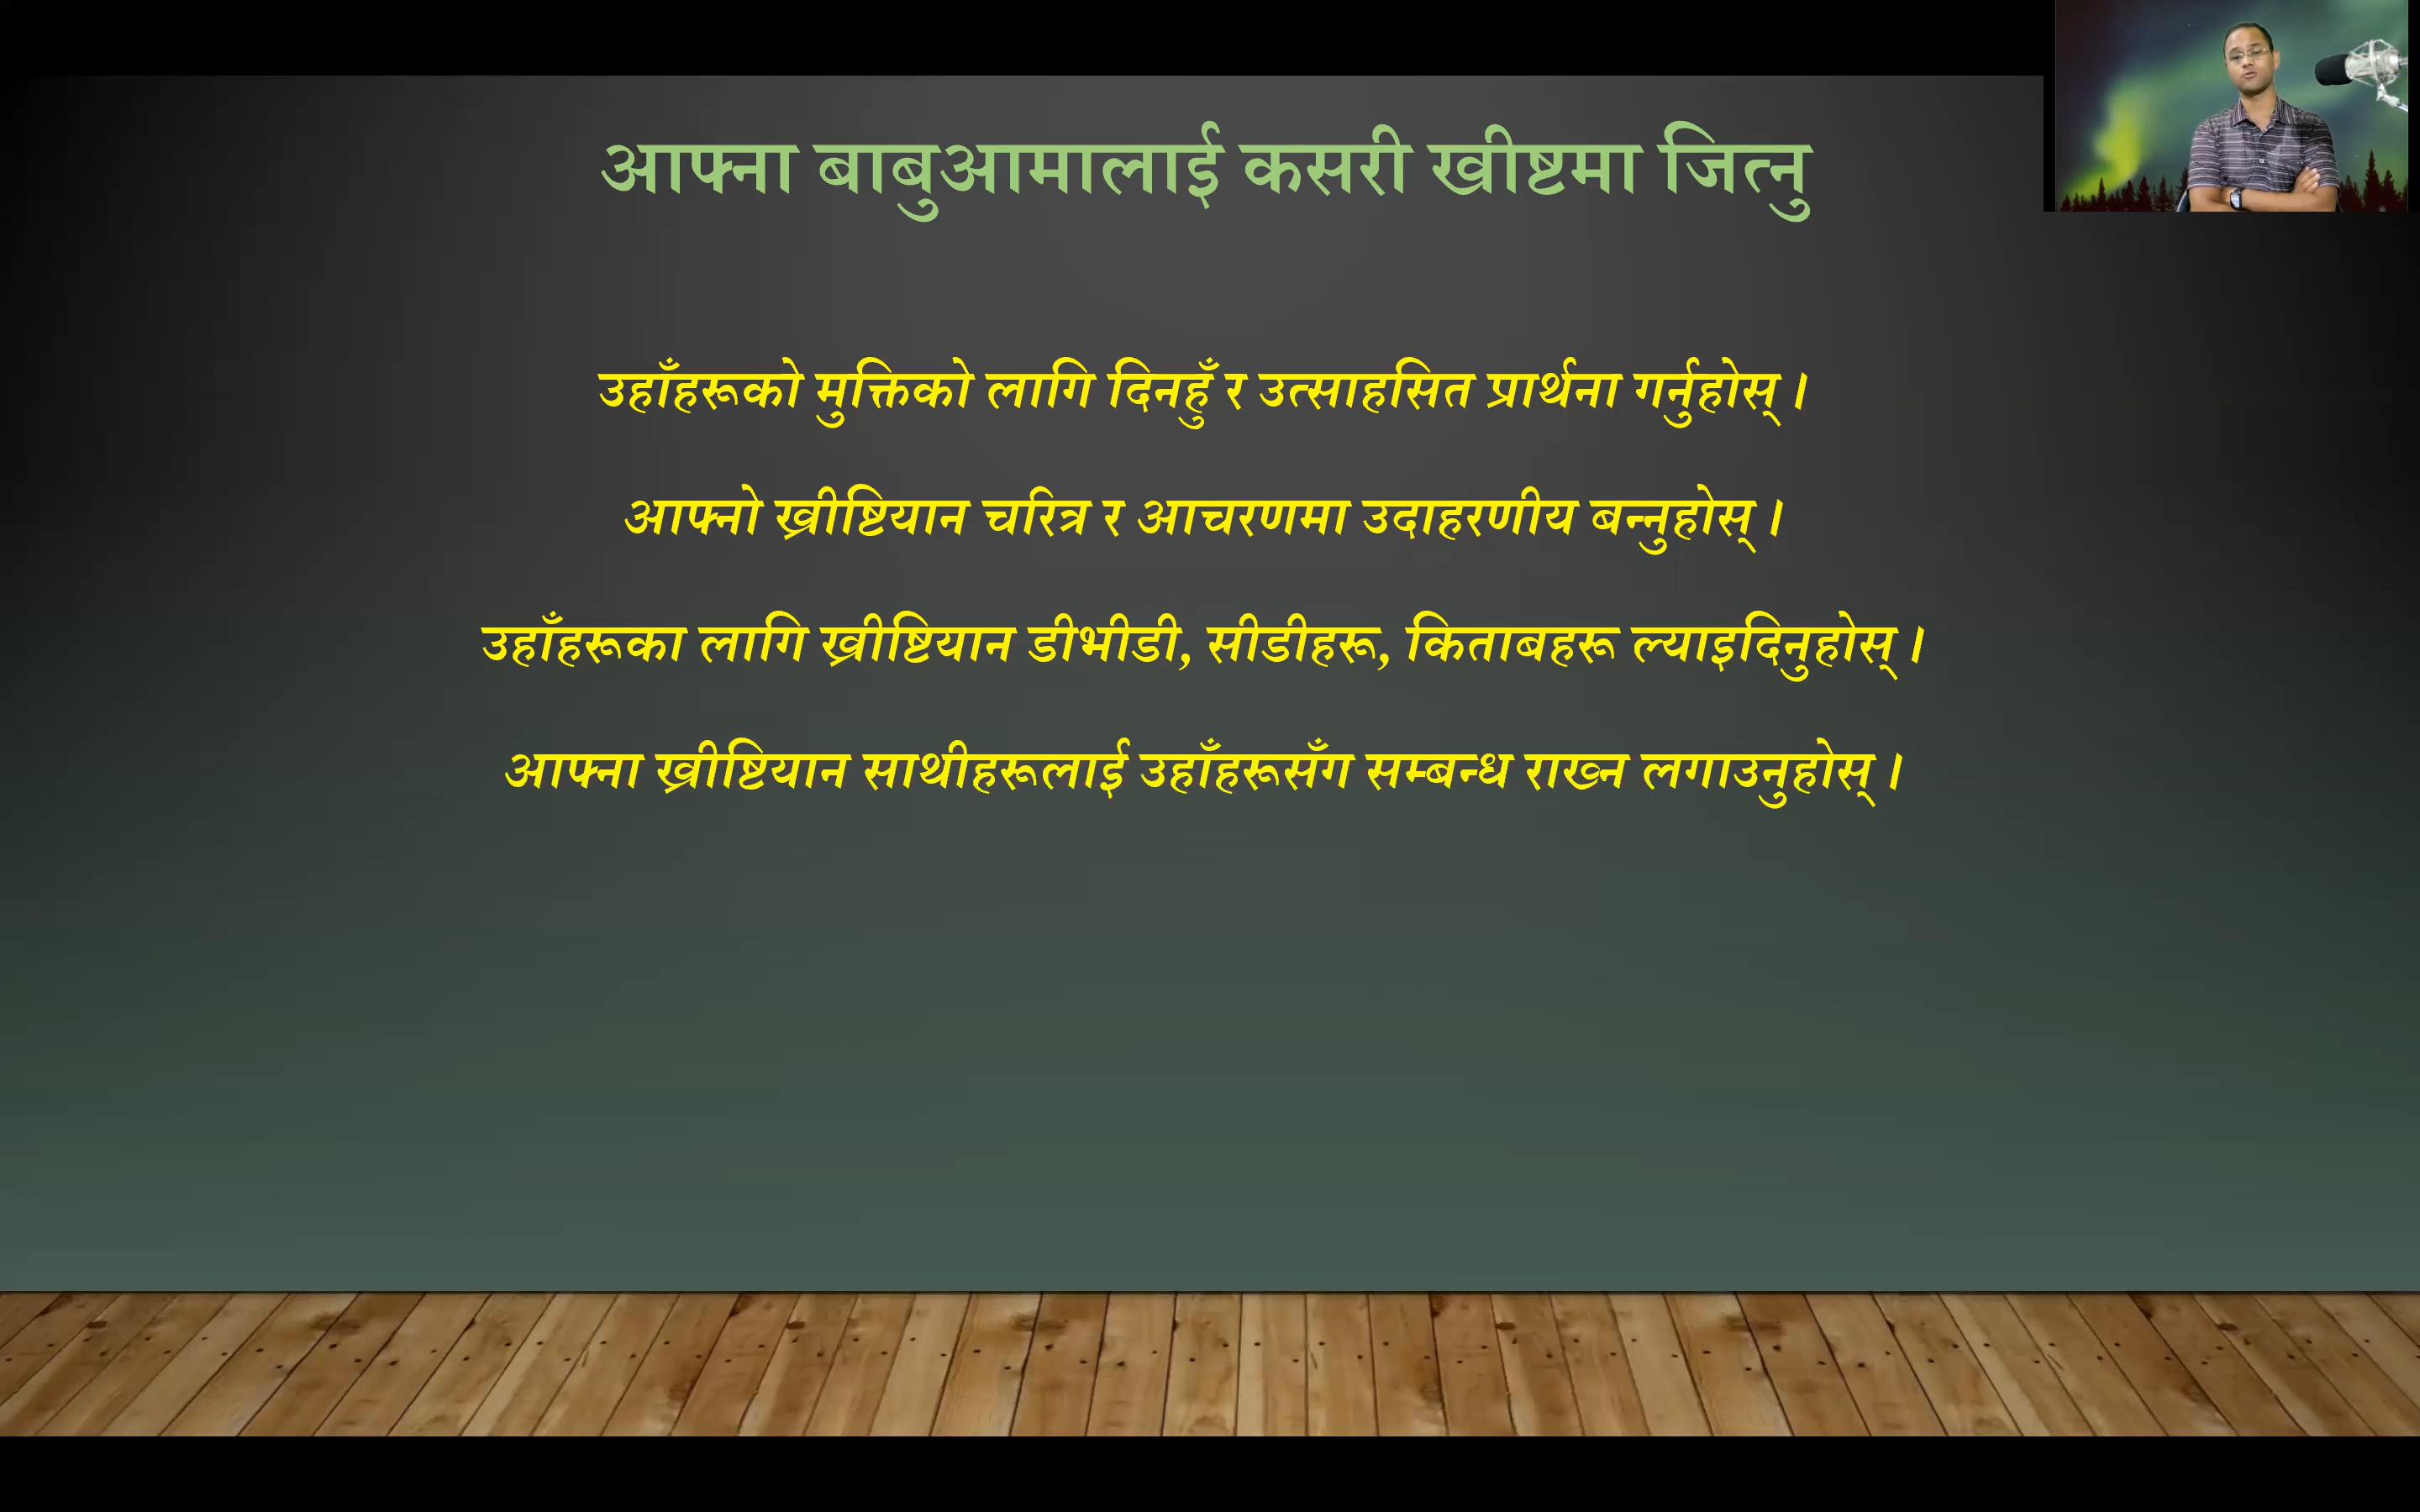 आफ्ना बाबुआमालाई कसरी खीष्टमा जित्नु
उहाँहरूको मुक्तिको लागि दिनहुँ र उत्साहसित प्रार्थना गर्नुहोस् ।
आफ्नो ख्रीष्टियान चरित्र र आचरणमा उदाहरणीय बन्नुहोस् ।
उहाँहरूका लागि ख्रीष्टियान डीभीडी, सीडीहरू, किताबहरू ल्याइदिनुहोस् ।
आफ्ना ख्रीष्टियान साथीहरूलाई उहाँहरूसँग सम्बन्ध राख्न लगाउनुहोस् ।